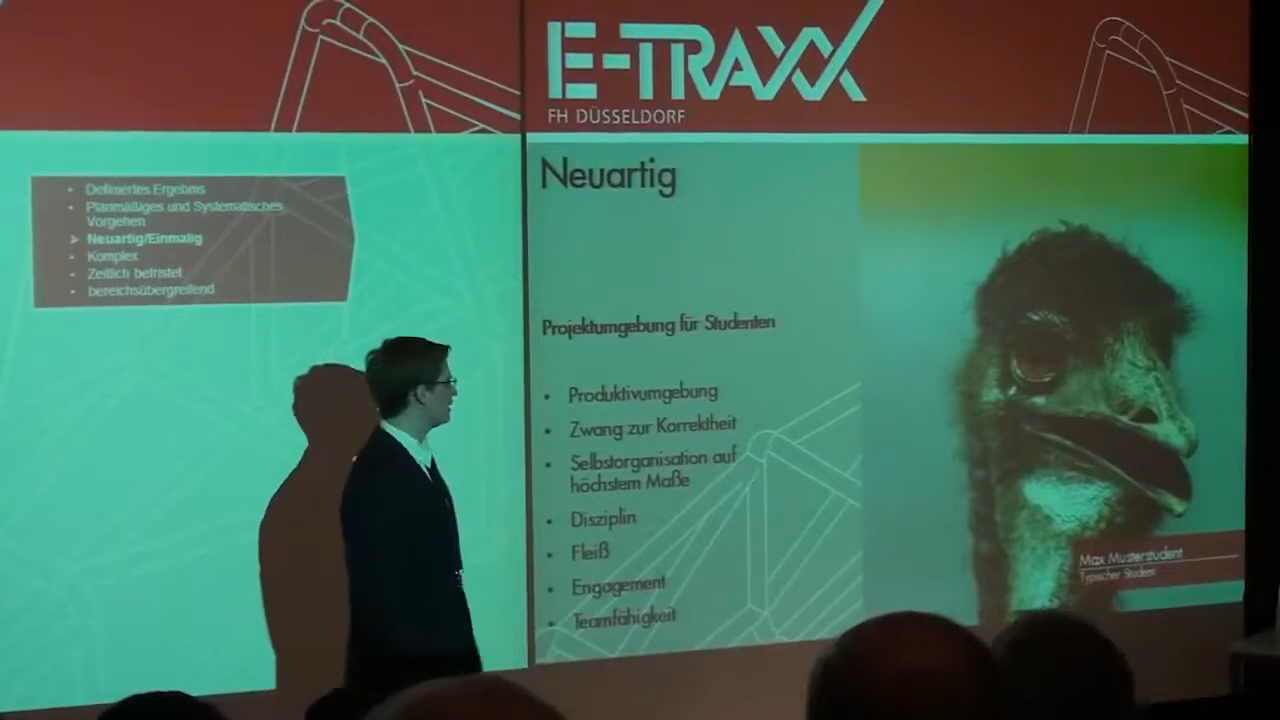 Definiertes Ergebnis
Planmäßiges und Systematisches
Vorgehen
Neuartig/Einmalig
Komplex
Zeitlich befristet
bereichsübergreifend
E-TRAXX
FH DÜSSELDORF
Neuartig
Projektumgebung für Studenten
Produktivumgebung
Zwang zur Korrektheit
Selbstorganisation auf
höchstem Maße
Disziplin
Fleiß
Engagement
Teamfähigkeit
Max Musterstudent
Typischer Student